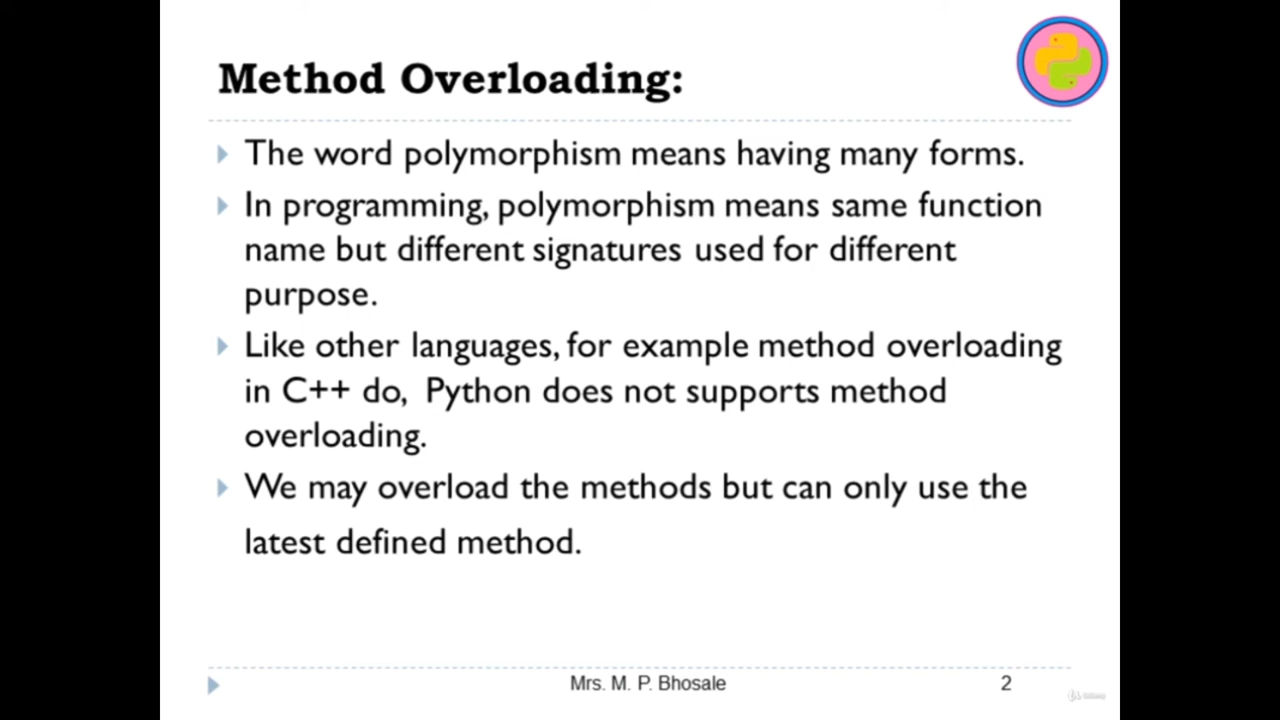 Method Overloading:
The word polymorphism means having many forms.
In programming, polymorphism means same function
name but different signatures used for different
purpose.
Like other languages, for example method overloading
in C++ do, Python does not supports method
overloading.
We may overload the methods but can only use the
latest defined method.
Mrs. M. P. Bhosale
2
Udemy